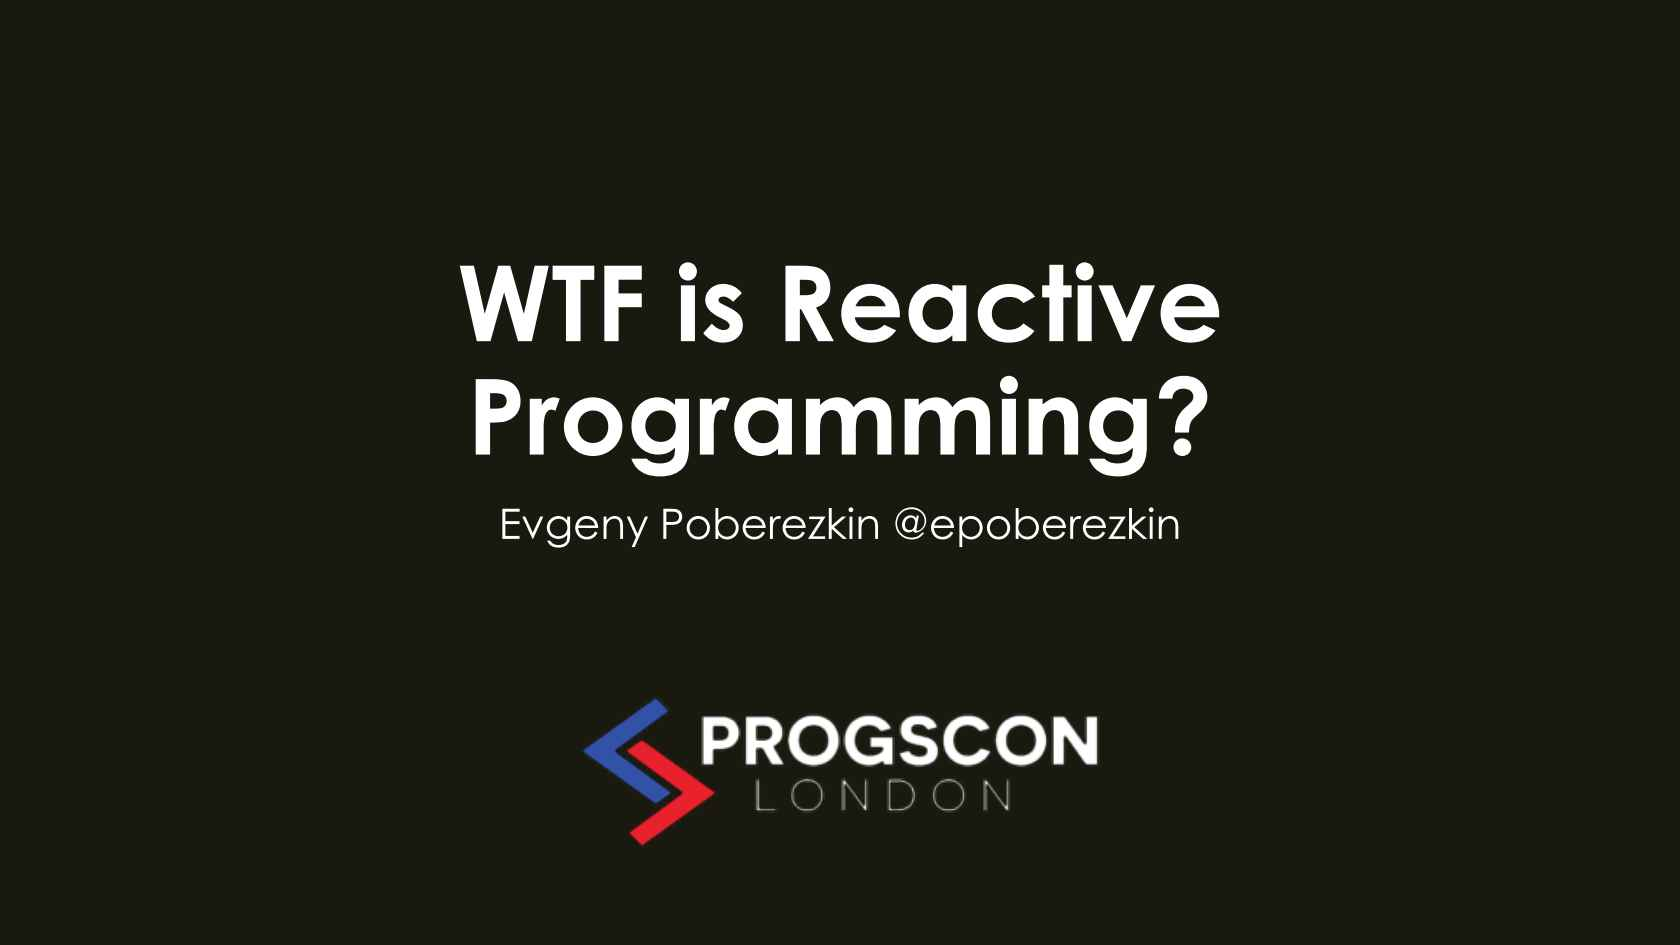 WTF is Reactive
Programming?
Evgeny Poberezkin @epoberezkin
PROGSCON
LONDON